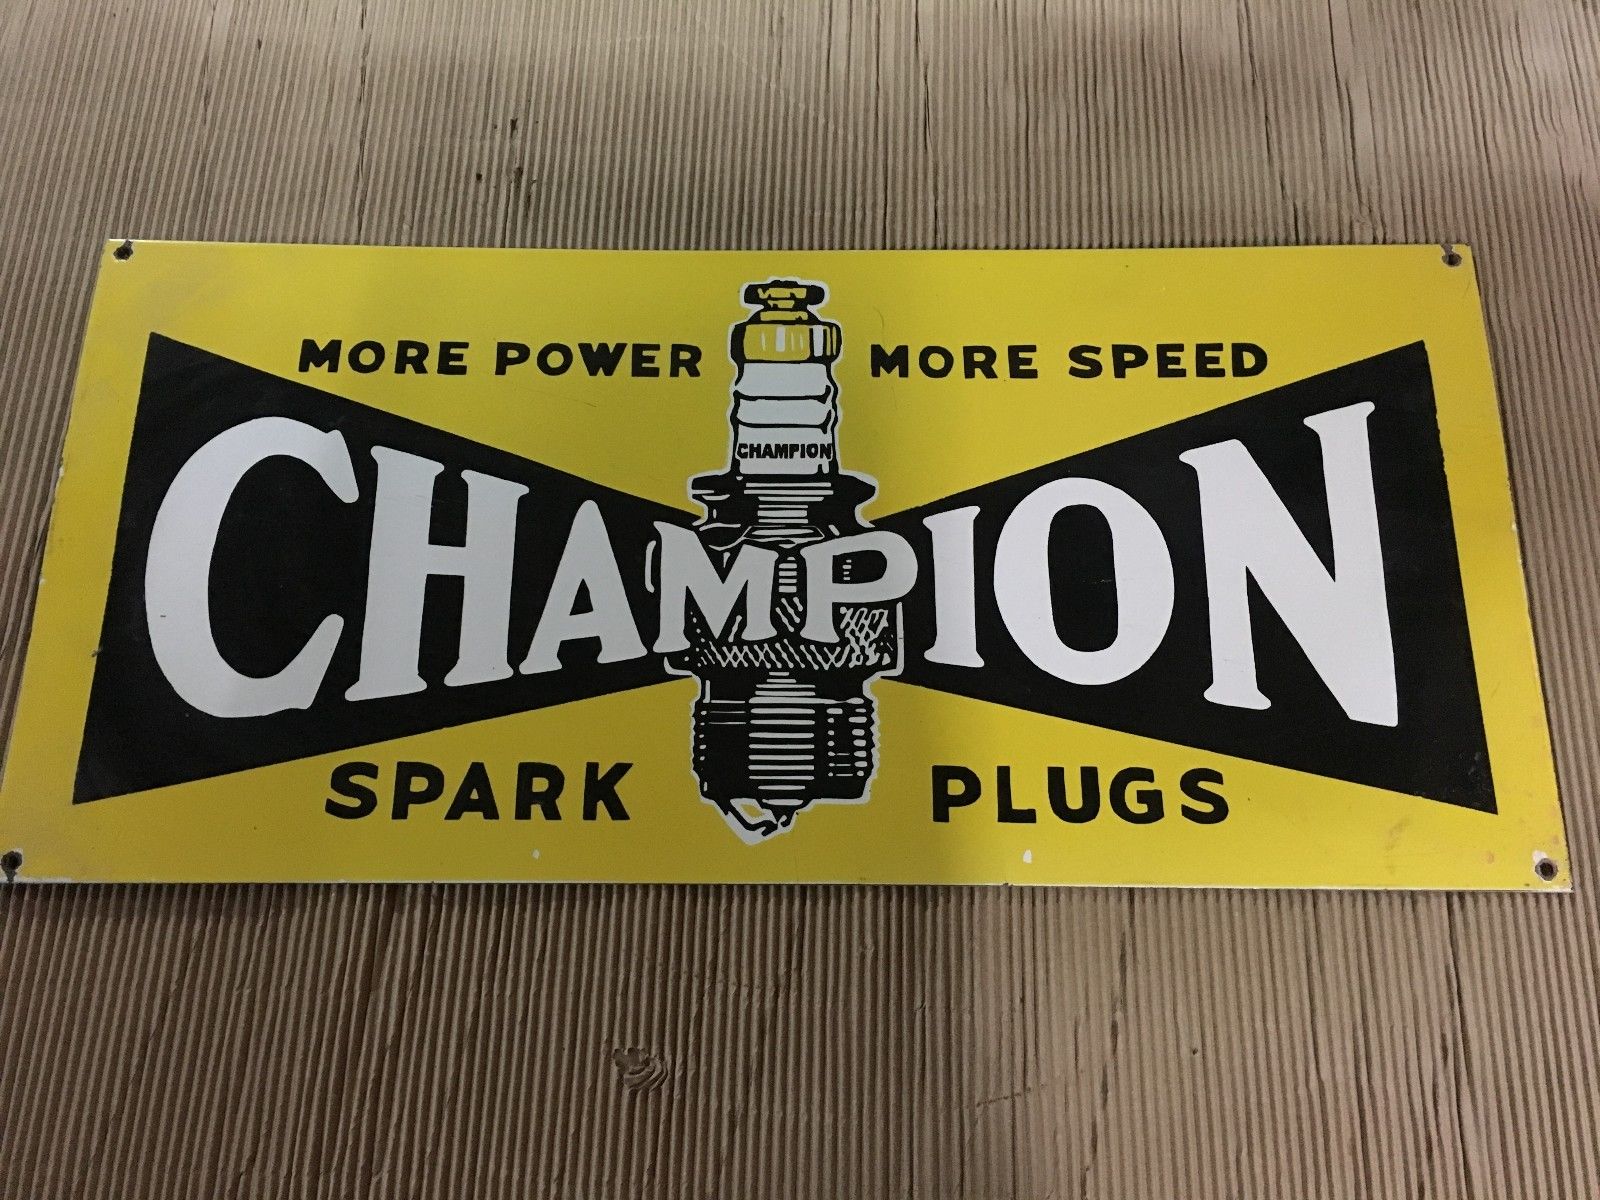 MORE POWER MORE SPEED
CHAMPION
CHAMPION
SPARK PLUGS